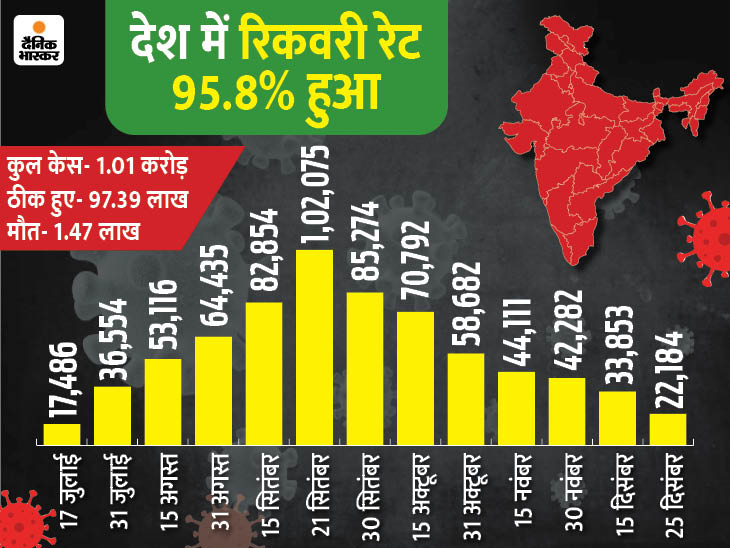 दैनिक
भास्कर
देश में रिकवरी रेट
95.8% हुआ
कुल केस- 1.01 करोड़
ठीक हुए- 97.39 लाख
मौत- 1.47 लाख
17,486
36,554
53,116
64,435
82,854
1,02,075
85,274
70,792
58,682
44,111
42,282
33,853
22,184
17 जुलाई
31 जुलाई
15 अगस्त
31 अगस्त
15 सितंबर
21 सितंबर
30 सितंबर
15 अक्टूबर
31 अक्टूबर
15 नवंबर
30 नवंबर
15 दिसंबर
25 दिसंबर